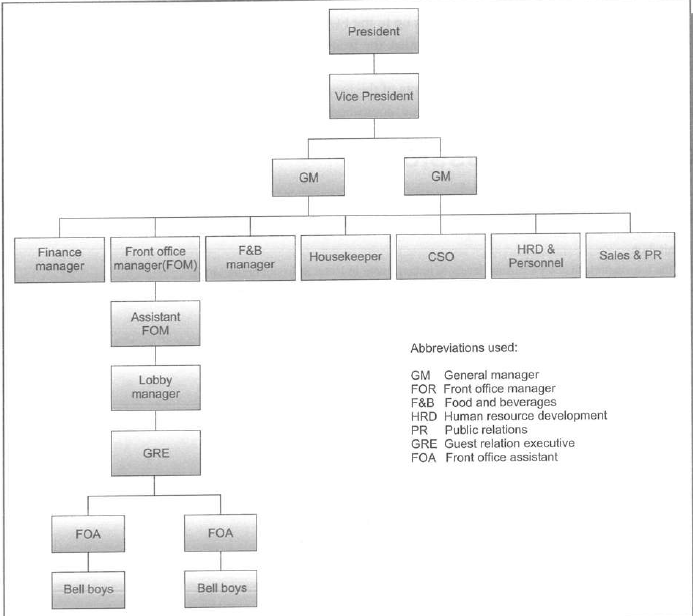 President
Vice President
GM
GM
Finance
manager
Front office
manager(FOM)
F&B
manager
Housekeeper
CSO
HRD &
Personnel
Sales & PR
Assistant
FOM
Lobby
manager
GRE
FOA
FOA
Bell boys
Bell boys
Abbreviations used:
GM General manager
FOR Front office manager
F&B Food and beverages
HRD Human resource development
PR Public relations
GRE Guest relation executive
FOA Front office assistant